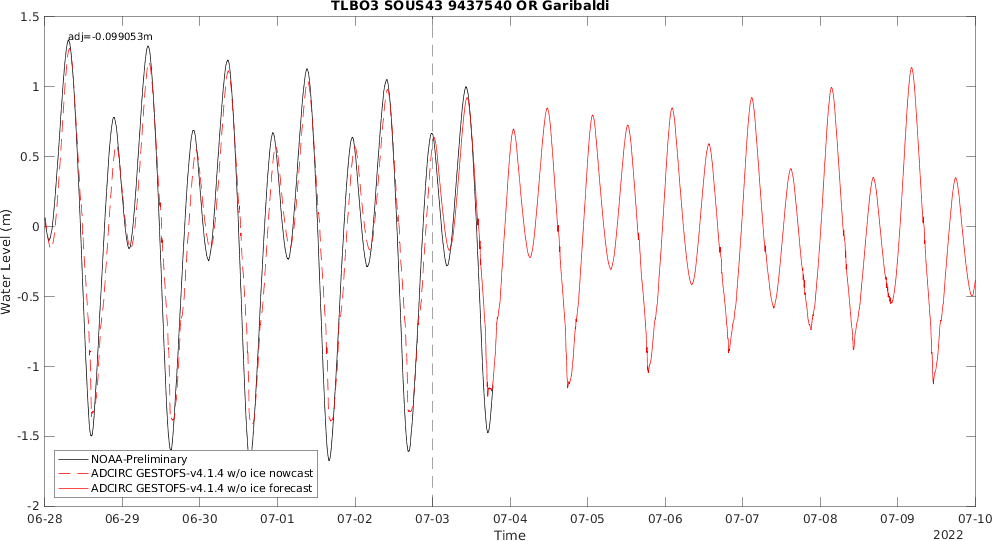 TLBO3 SOUS43 9437540 OR Garibaldi
adj=-0.099053m
1.5
1
0.5
0
-0.5
-1
-1.5
-2
Water Level (m)
NOAA-Preliminary
ADCIRC GESTOFS-v4.1.4 w/o ice nowcast
ADCIRC GESTOFS-v4.1.4 w/o ice forecast
06-28 06-29 06-30 07-01 07-02 07-03 07-04 07-05 07-06 07-07 07-08 07-09 07-10
Time
2022